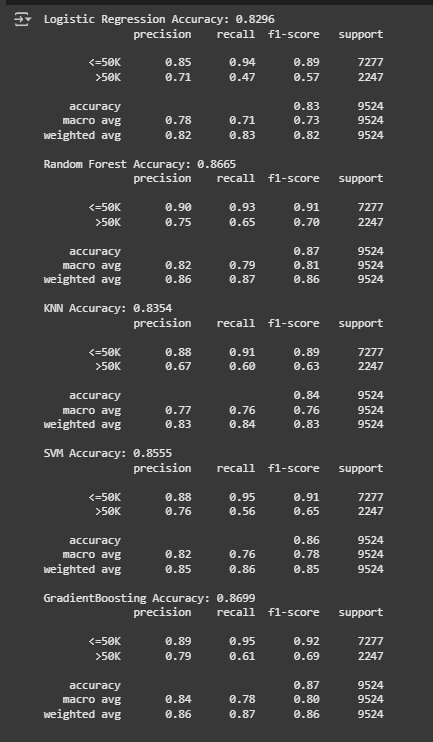 Logistic Regression Accuracy: 0.8296
precision recall f1-score support
<=50K 0.85 0.94 0.89 7277
>50K 0.71 0.47 0.57 2247
accuracy 0.83 9524
macro avg 0.78 0.71 0.73 9524
weighted avg 0.82 0.83 0.82 9524
Random Forest Accuracy: 0.8665
precision recall f1-score support
<=50K 0.90 0.93 0.91 7277
>50K 0.75 0.65 0.70 2247
accuracy 0.87 9524
macro avg 0.82 0.79 0.81 9524
weighted avg 0.86 0.87 0.86 9524
KNN Accuracy: 0.8354
precision recall f1-score support
<=50K 0.88 0.91 0.89 7277
>50K 0.67 0.60 0.63 2247
accuracy 0.84 9524
macro avg 0.77 0.76 0.76 9524
weighted avg 0.83 0.84 0.83 9524
SVM Accuracy: 0.8555
precision recall f1-score support
<=50K 0.88 0.95 0.91 7277
>50K 0.76 0.56 0.65 2247
accuracy 0.86 9524
macro avg 0.82 0.76 0.78 9524
weighted avg 0.85 0.86 0.85 9524
GradientBoosting Accuracy: 0.8699
precision recall f1-score support
<=50K 0.89 0.95 0.92 7277
>50K 0.79 0.61 0.69 2247
accuracy 0.87 9524
macro avg 0.84 0.78 0.80 9524
weighted avg 0.86 0.87 0.86 9524